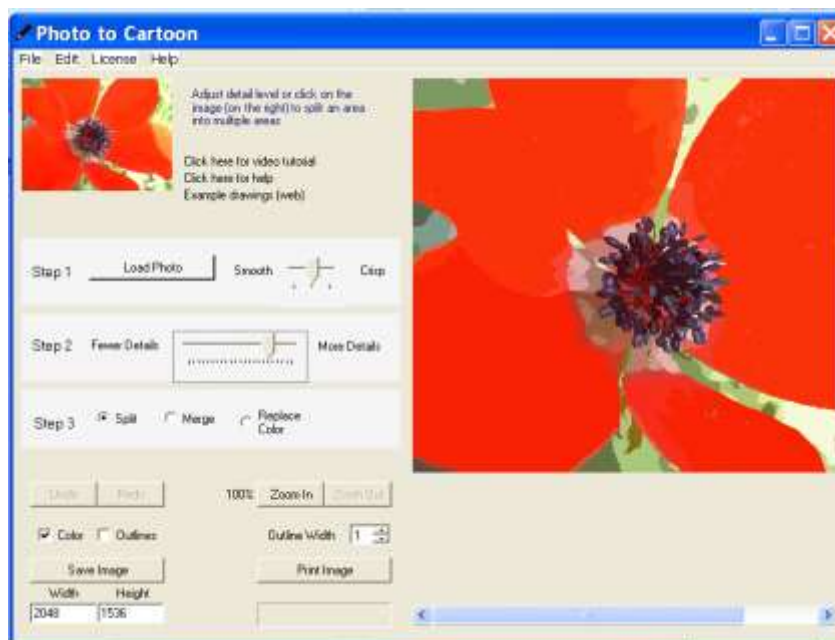 Photo to Cartoon
File Edit License Help
Adjust detail level or click on the
image (on the right) to split an area
into multiple areas
Click here for video tutorial
Click here for help
Example drawings (web)
Step 1 Load Photo Smooth Crisp
Step 2 Fewer Details More Details
Step 3 Split Merge Replace
Color
Undo Redo 100% Zoom In Zoom Out
Color Outlines Outline Width 1
Save Image Print Image
Width Height
2048 1536